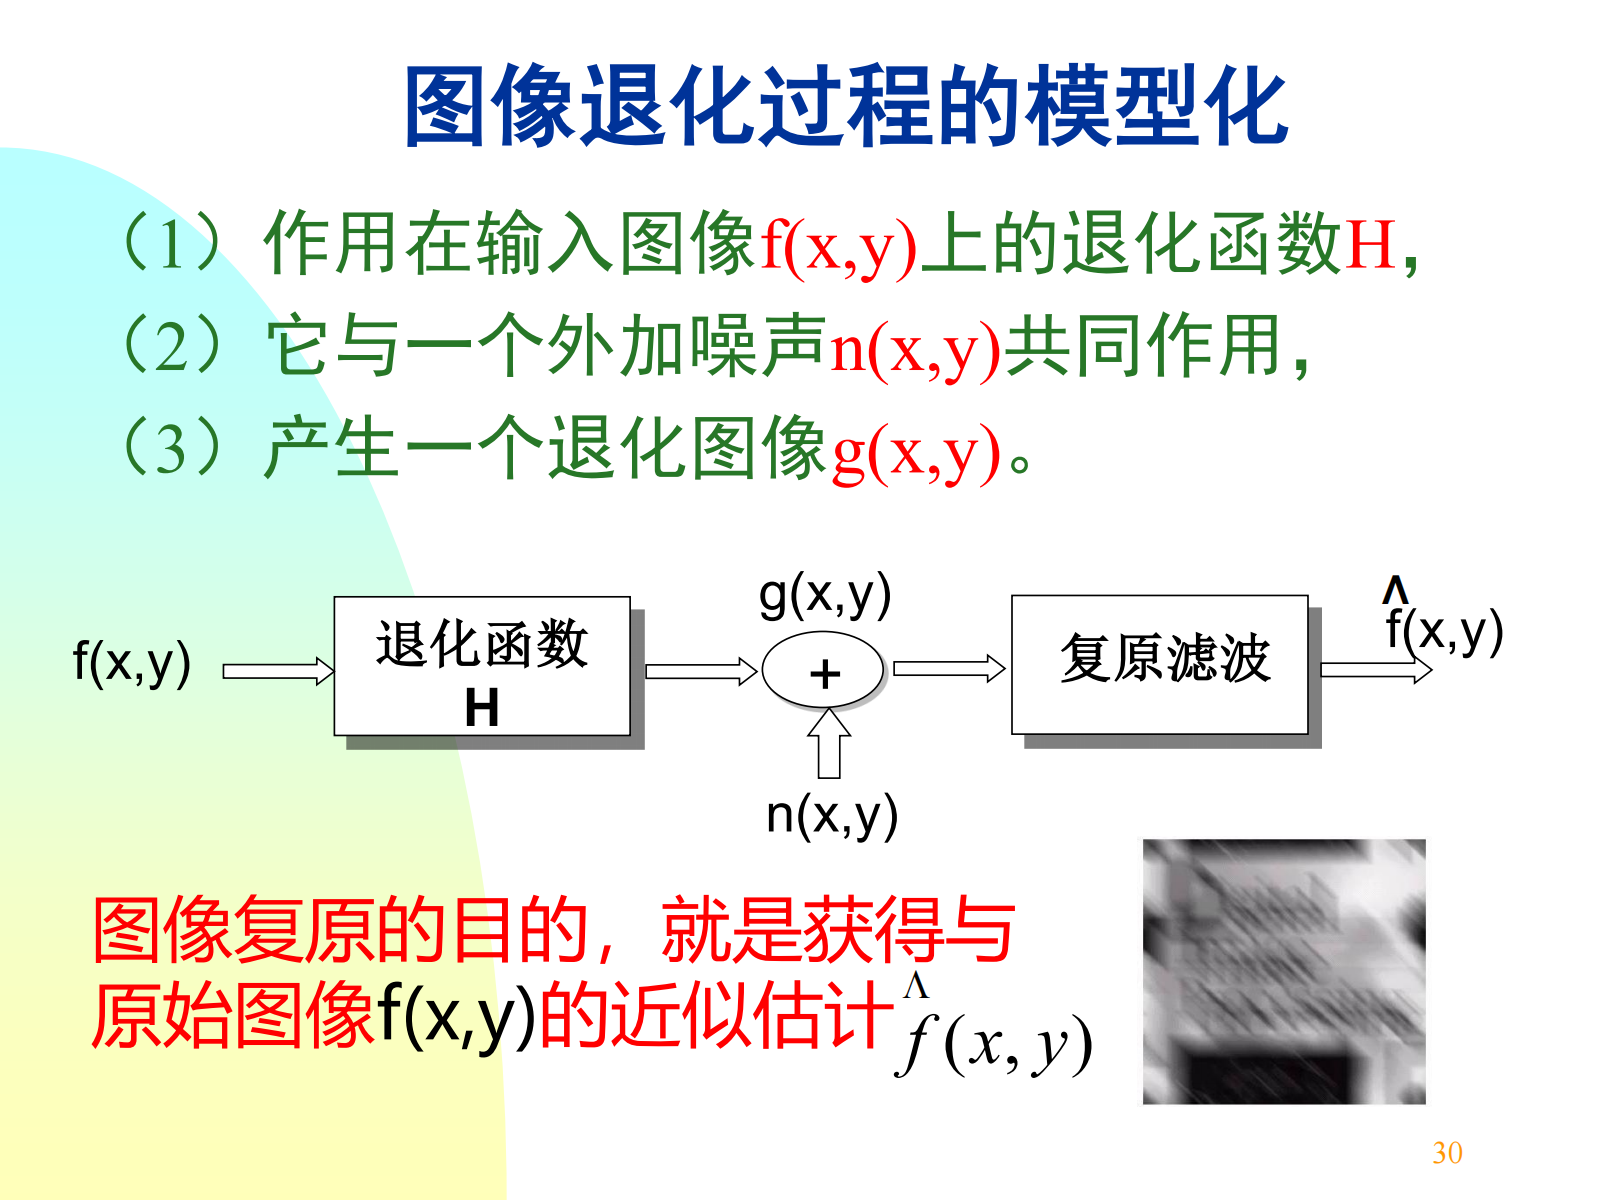 图像退化过程的模型化
（1）作用在输入图像f(x,y)上的退化函数H，
（2）它与一个外加噪声n(x,y)共同作用，
（3）产生一个退化图像g(x,y)。
f(x,y)
退化函数
H
g(x,y)
+
n(x,y)
复原滤波
Λ
f(x,y)
图像复原的目的，就是获得与
原始图像f(x,y)的近似估计
Λ
f(x, y)
30